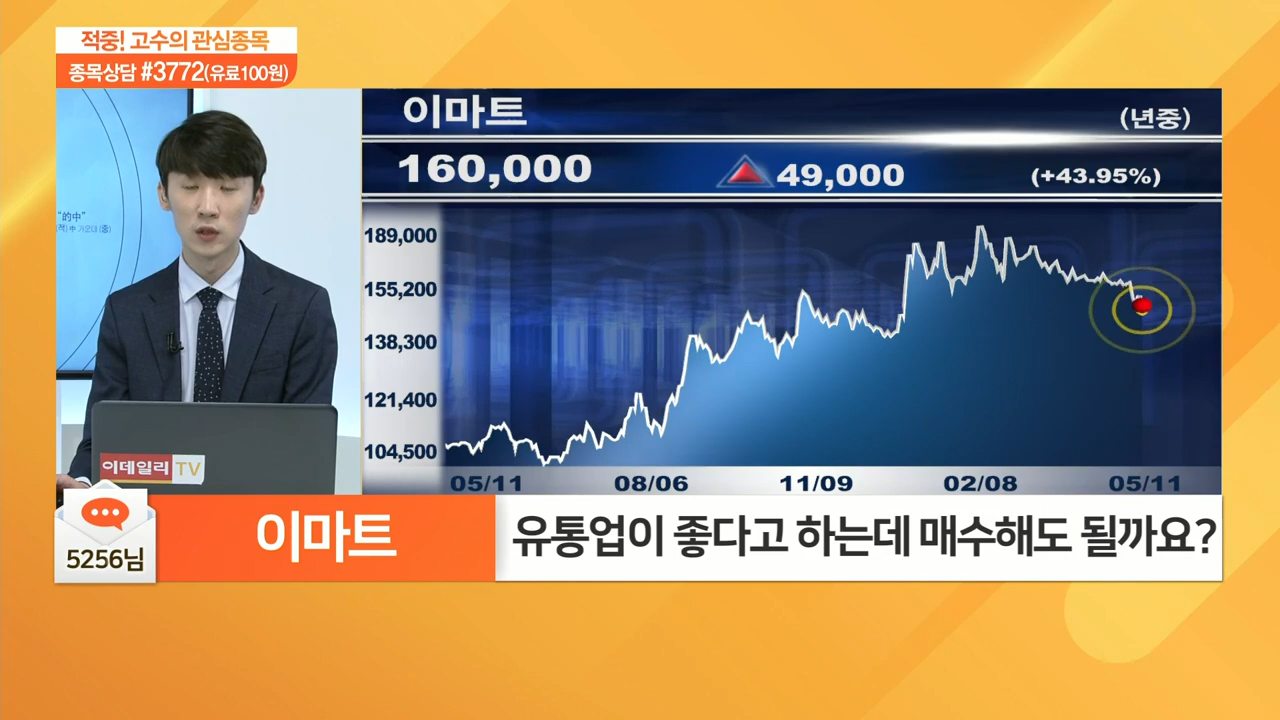 적중! 고수의 관심종목
종목상담 #3772(유료100원)
“的中”
이데일리 TV
이마트
(년중)
160,000
49,000
(+43.95%)
189,000
155,200
138,300
121,400
104,500
05/11
08/06
11/09
02/08
05/11
5256님
이마트
유통업이 좋다고 하는데 매수해도 될까요?